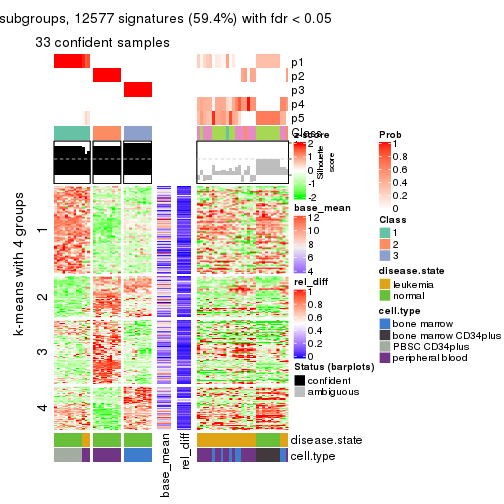 subgroups, 12577 signatures (59.4%) with fdr < 0.05
33 confident samples
p1
p2
p3
p4
p5
Class
k-means with 4 groups
1
2
3
4
1
0.5
0
Silhouette
score
z-score
2
1
0
-1
-2
base_mean
12
10
8
6
4
rel_diff
1
0.8
0.6
0.4
0.2
0
Status (barplots)
confident
ambiguous
Prob
1
0.8
0.6
0.4
0.2
0
Class
1
2
3
disease.state
leukemia
normal
cell.type
bone marrow
bone marrow CD34plus
PBSC CD34plus
peripheral blood
disease.state
cell.type
base_mean
rel_diff